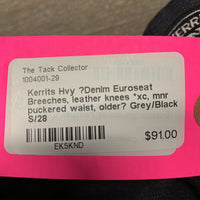 The Tack Collector
1004001-29
Kerrits Hvy ?Denim Euroseat
Breeches, leather knees *xc, mnr
puckered waist, older? Grey/Black
S/28
$91.00
EK5KND
KERRITS